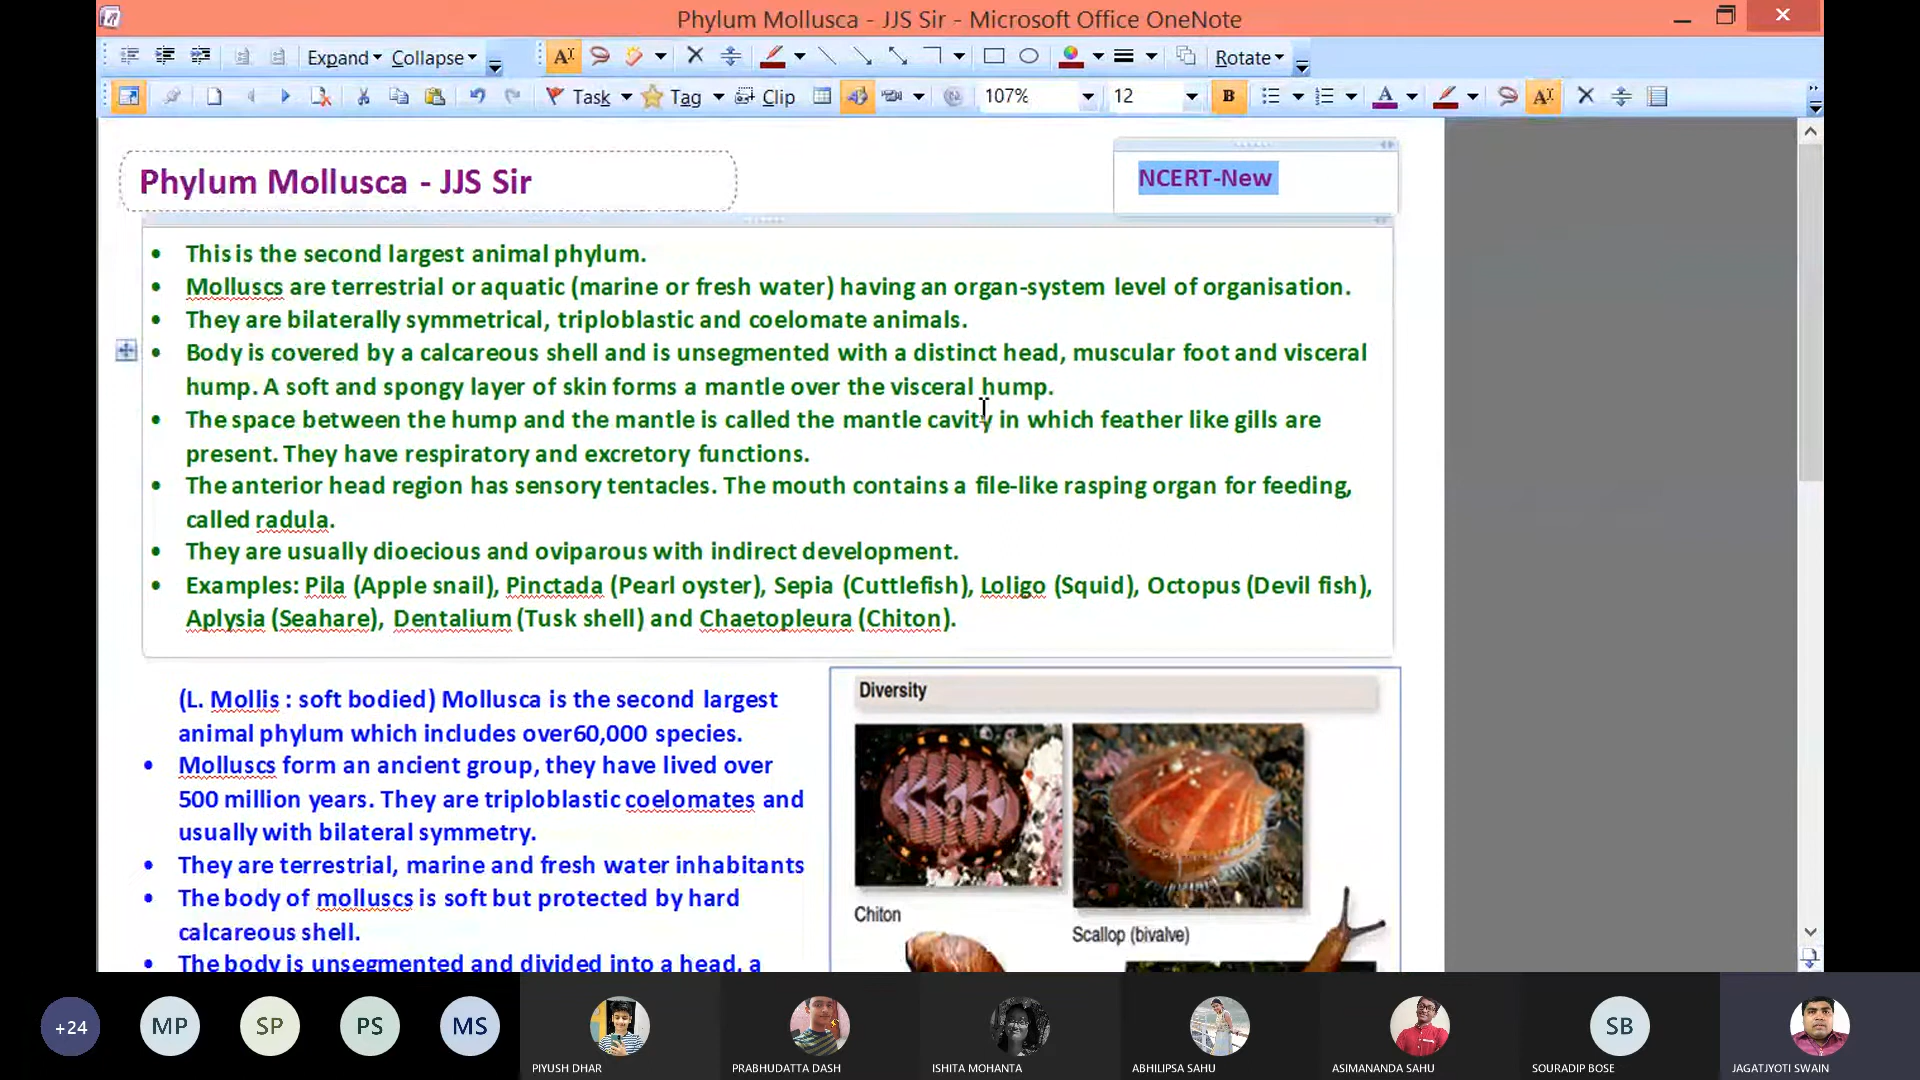 Phylum Mollusca - JJS Sir - Microsoft Office OneNote
Expand Collapse Rotate
Task Tag Clip 107% 12 B
Phylum Mollusca - JJS Sir
NCERT-New
• This is the second largest animal phylum.
• Molluscs are terrestrial or aquatic (marine or fresh water) having an organ-system level of organisation.
• They are bilaterally symmetrical, triploblastic and coelomate animals.
• Body is covered by a calcareous shell and is unsegmented with a distinct head, muscular foot and visceral
hump. A soft and spongy layer of skin forms a mantle over the visceral hump.
• The space between the hump and the mantle is called the mantle cavity in which feather like gills are
present. They have respiratory and excretory functions.
• The anterior head region has sensory tentacles. The mouth contains a file-like rasping organ for feeding,
called radula.
• They are usually dioecious and oviparous with indirect development.
• Examples: Pila (Apple snail), Pinctada (Pearl oyster), Sepia (Cuttlefish), Loligo (Squid), Octopus (Devil fish),
Aplysia (Seahare), Dentalium (Tusk shell) and Chaetopleura (Chiton).
(L. Mollis : soft bodied) Mollusca is the second largest
animal phylum which includes over60,000 species.
• Molluscs form an ancient group, they have lived over
500 million years. They are triploblastic coelomates and
usually with bilateral symmetry.
• They are terrestrial, marine and fresh water inhabitants
• The body of molluscs is soft but protected by hard
calcareous shell.
• The body is unsegmented and divided into a head, a
Diversity
Chiton
Scallop (bivalve)
+24 MP SP PS MS SB
PIYUSH DHAR PRABHUDATTA DASH ISHITA MOHANTA ABHILIPSA SAHU ASIMANANDA SAHU SOURADIP BOSE JAGATJYOTI SWAIN